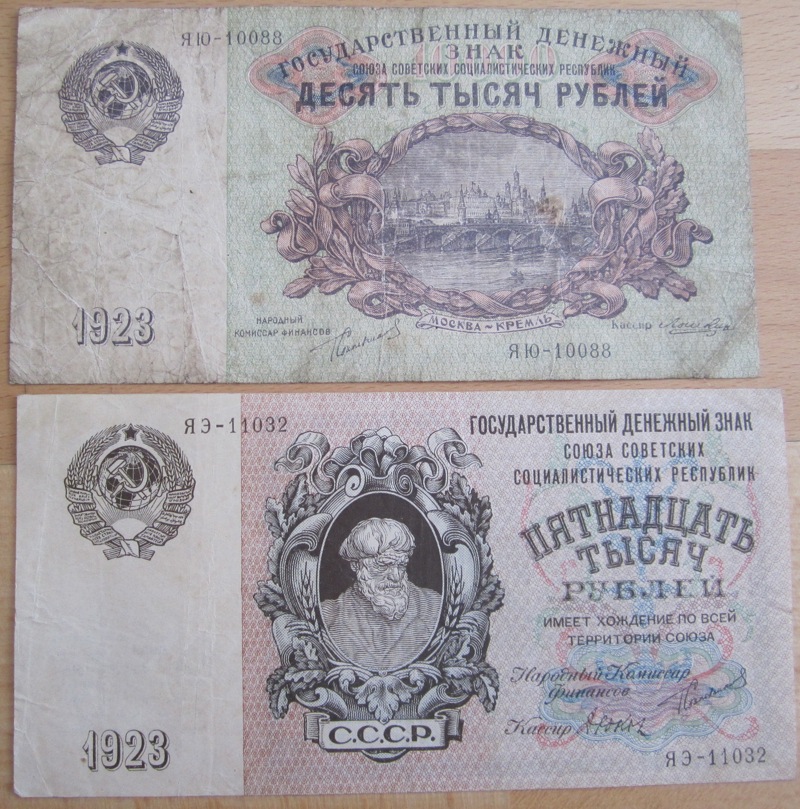 ЯЮ-10088
ГОСУДАРСТВЕННЫЙ ДЕНЕЖНЫЙ
ЗНАК
СОЮЗА СОВЕТСКИХ СОЦИАЛИСТИЧЕСКИХ РЕСПУБЛИК
ДЕСЯТЬ ТЫСЯЧ РУБЛЕЙ
1923
НАРОДНЫЙ
КОМИССАР ФИНАНСОВ
МОСКВА~КРЕМЛЬ
Кассир
ЯЮ-10088
ЯЭ-11032
ГОСУДАРСТВЕННЫЙ ДЕНЕЖНЫЙ ЗНАК
СОЮЗА СОВЕТСКИХ
СОЦИАЛИСТИЧЕСКИХ РЕСПУБЛИК
ПЯТНАДЦАТЬ
ТЫСЯЧ
РУБЛЕЙ
ИМЕЕТ ХОЖДЕНИЕ ПО ВСЕЙ
ТЕРРИТОРИИ СОЮЗА
Народный Комиссар
финансов
Кассир
1923
С.С.С.Р.
ЯЭ-11032